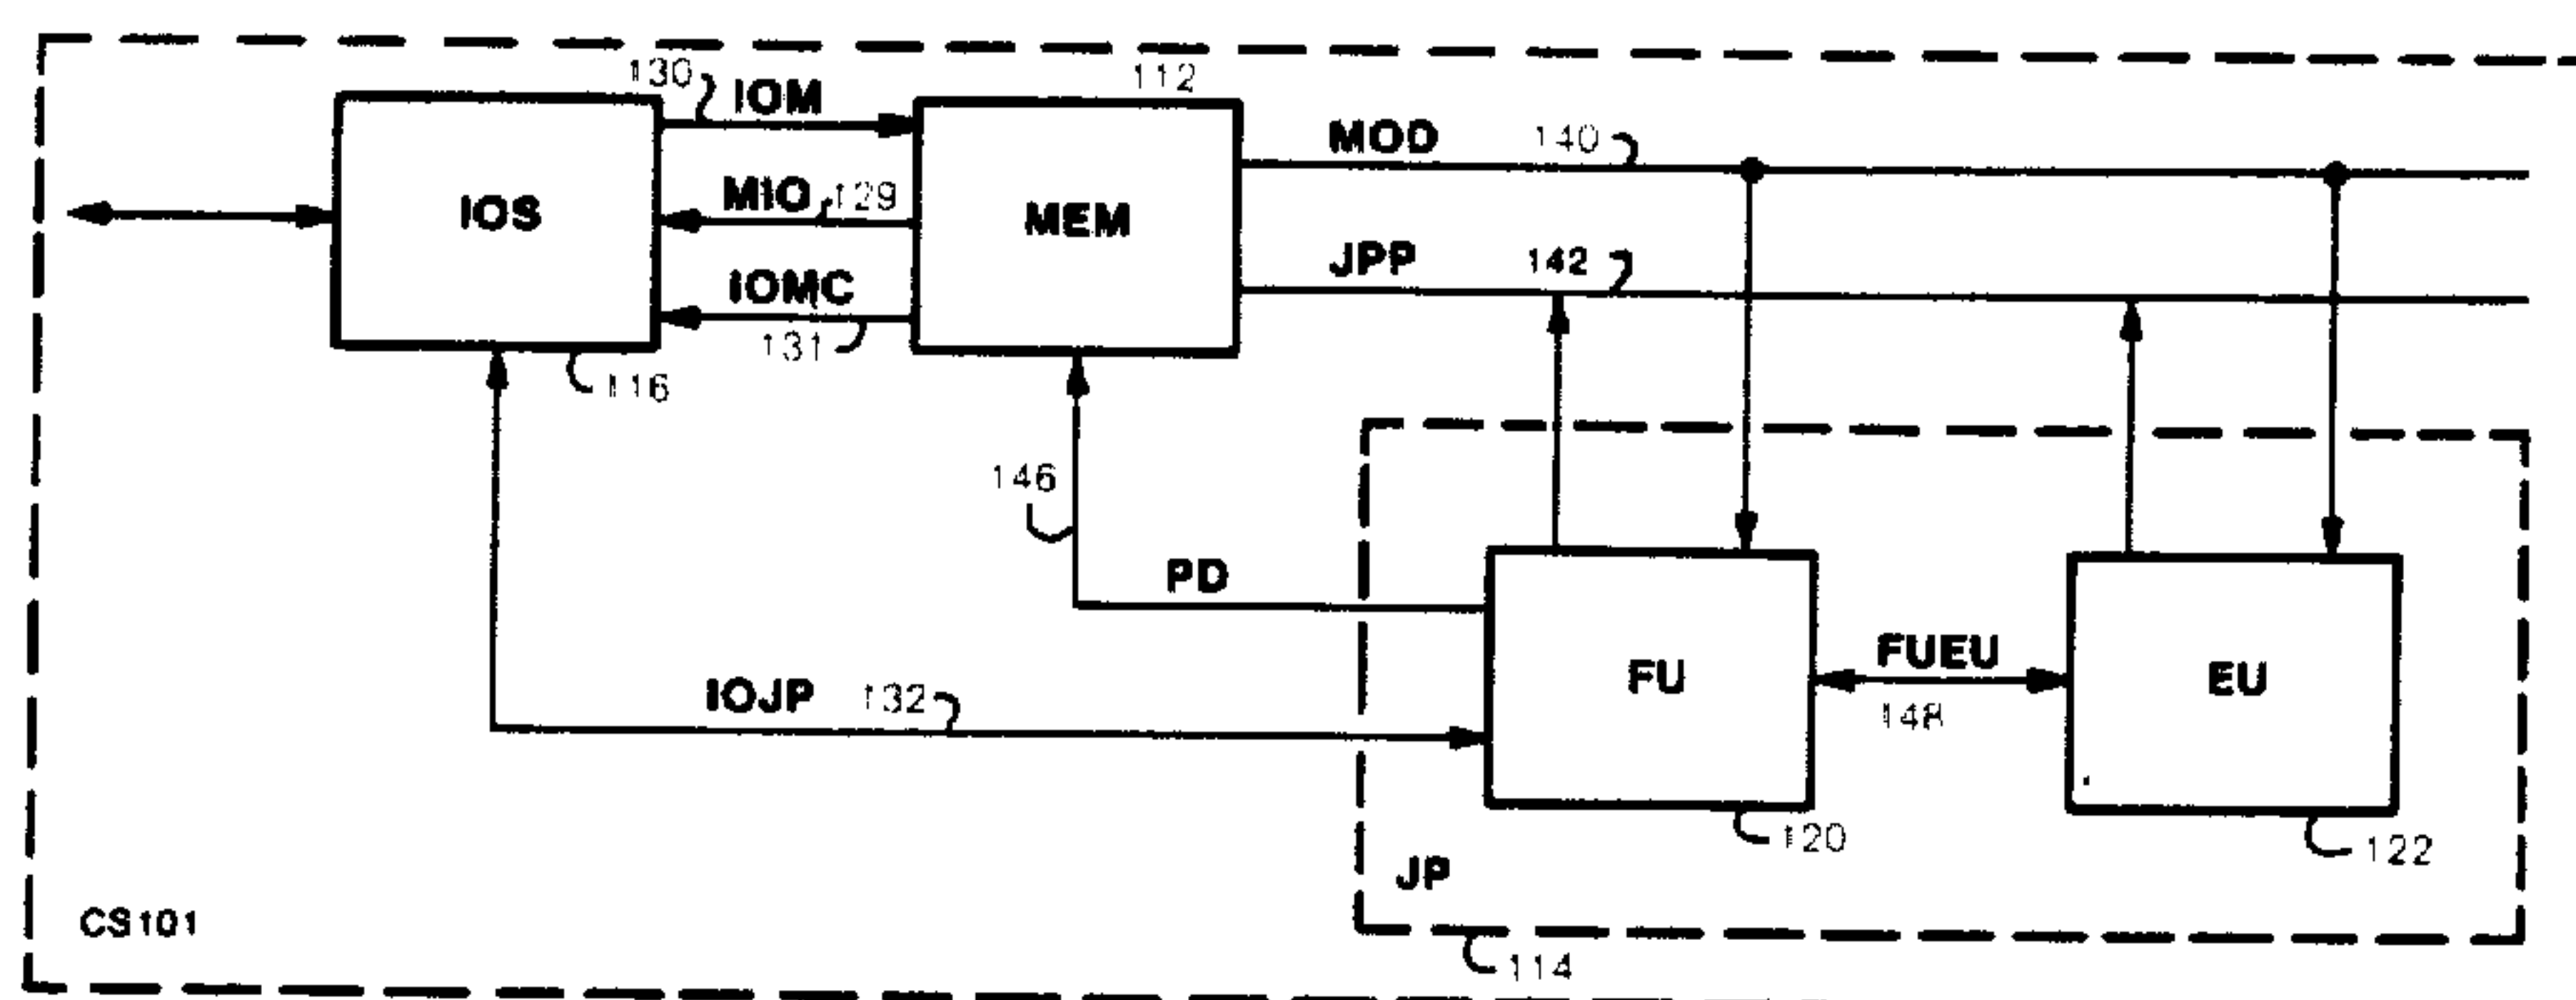 130 IOM
112
MOD 140
IOS
MIO 129
MEM
JPP 142
IOMC
131
116
146
PD
FU
FUEU
EU
148
IOJP 132
120
122
JP
CS101
114